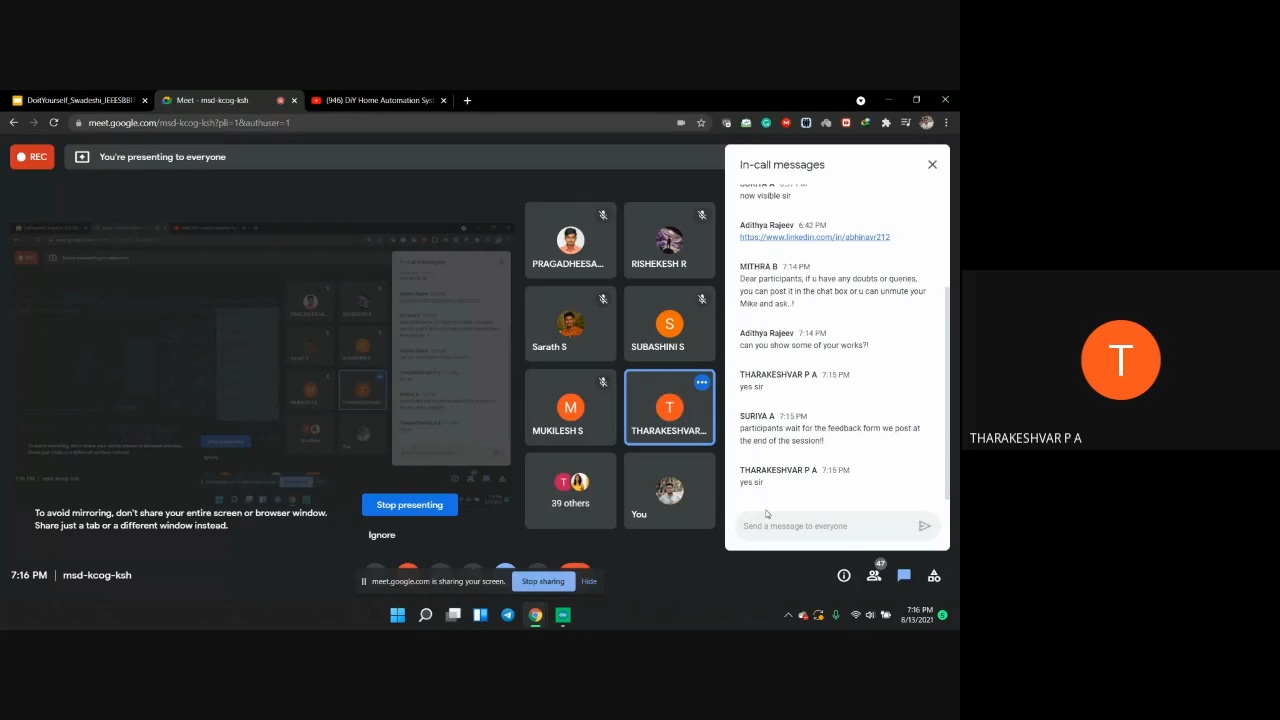 DoitYourself_Swadeshi_IEEESBBIT
Meet - msd-kcog-ksh
(946) DiY Home Automation Sys
meet.google.com/msd-kcog-ksh?pli=1&authuser=1
REC
You're presenting to everyone
In-call messages
SURIYA A 6:37 PM
now visible sir
Adithya Rajeev 6:42 PM
https://www.linkedin.com/in/abhinavr212
MITHRA B 7:14 PM
Dear participants, if u have any doubts or queries,
you can post it in the chat box or u can unmute your
Mike and ask..!
Adithya Rajeev 7:14 PM
can you show some of your works?!
THARAKESHVAR P A 7:15 PM
yes sir
SURIYA A 7:15 PM
participants wait for the feedback form we post at
the end of the session!!
THARAKESHVAR P A 7:15 PM
yes sir
Send a message to everyone
PRAGADHEESA...
RISHEKESH R
Sarath S
S
SUBASHINI S
M
MUKILESH S
T
THARAKESHVAR...
T
39 others
You
To avoid mirroring, don't share your entire screen or browser window.
Share just a tab or a different window instead.
Stop presenting
Ignore
7:16 PM | msd-kcog-ksh
meet.google.com is sharing your screen.
Stop sharing
Hide
47
7:16 PM
8/13/2021
5
T
THARAKESHVAR P A